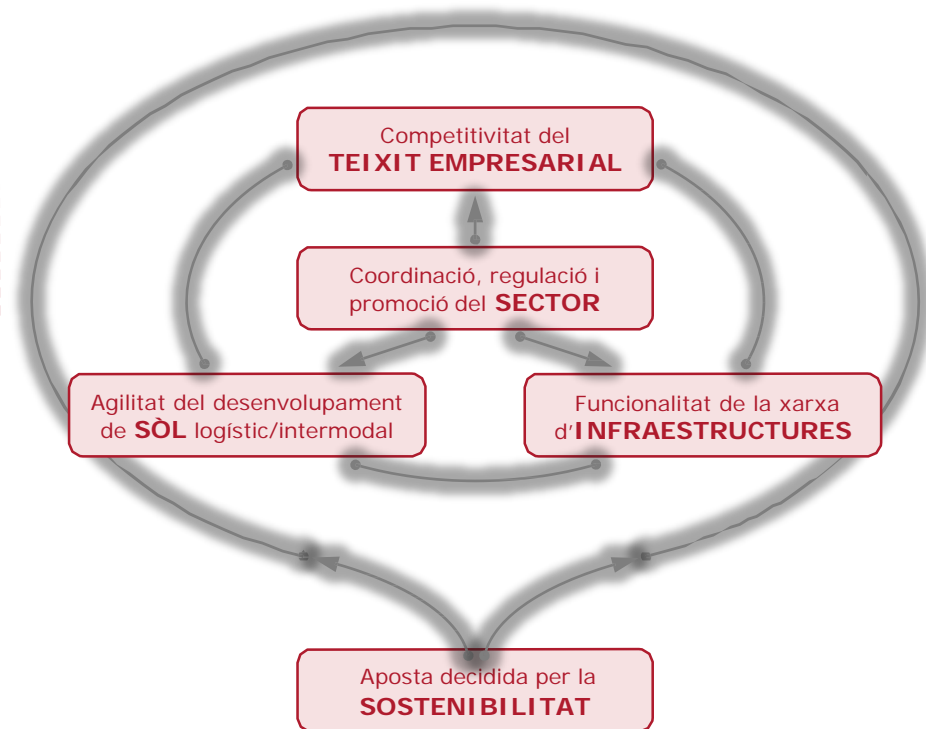 Competitivitat del
TEIXIT EMPRESARIAL
Coordinació, regulació i
promoció del SECTOR
Agilitat del desenvolupament
de SÒL logístic/intermodal
Funcionalitat de la xarxa
d'INFRAESTRUCTURES
Aposta decidida per la
SOSTENIBILITAT